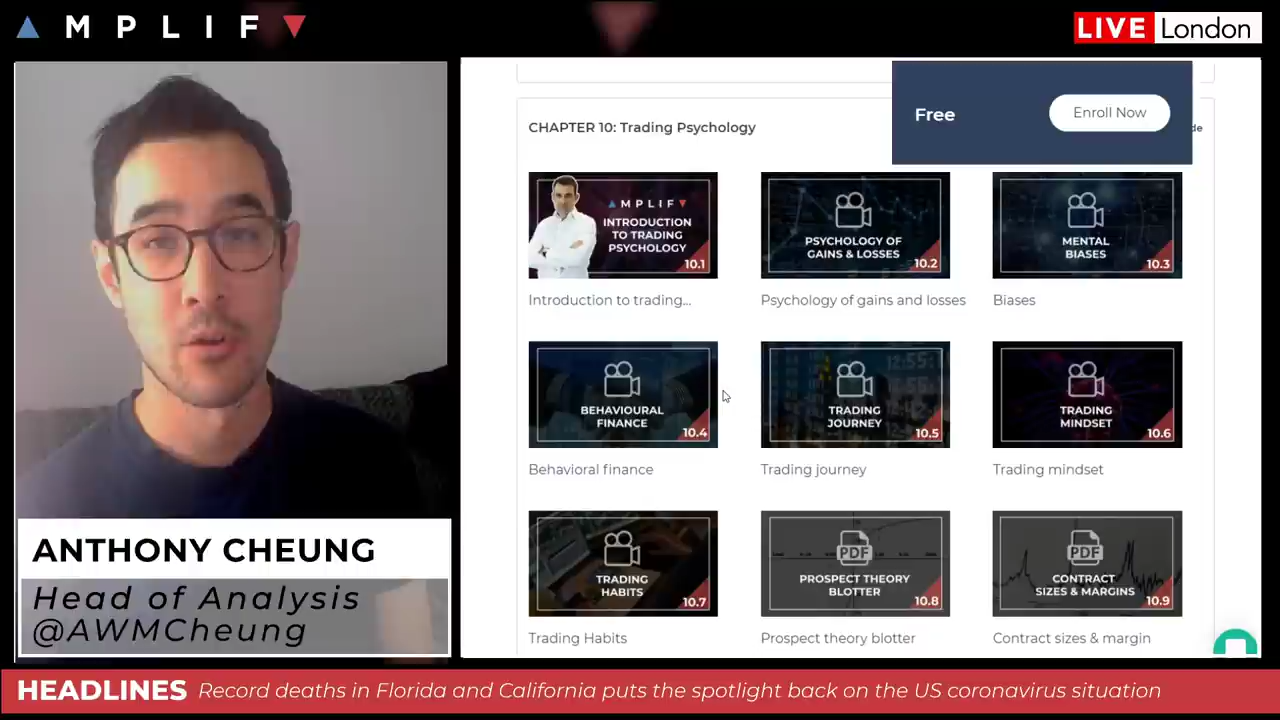 AMPLIFY
LIVE London
CHAPTER 10: Trading Psychology
Free
Enroll Now
de
AMPLIFY
INTRODUCTION
TO TRADING
PSYCHOLOGY
10.1
PSYCHOLOGY OF
GAINS & LOSSES
10.2
MENTAL
BIASES
10.3
Introduction to trading...
Psychology of gains and losses
Biases
BEHAVIOURAL
FINANCE
10.4
TRADING
JOURNEY
10.5
TRADING
MINDSET
10.6
Behavioral finance
Trading journey
Trading mindset
TRADING
HABITS
10.7
PDF
PROSPECT THEORY
BLOTTER
10.8
PDF
CONTRACT
SIZES & MARGINS
10.9
Trading Habits
Prospect theory blotter
Contract sizes & margin
ANTHONY CHEUNG
Head of Analysis
@AWMCheung
HEADLINES Record deaths in Florida and California puts the spotlight back on the US coronavirus situation